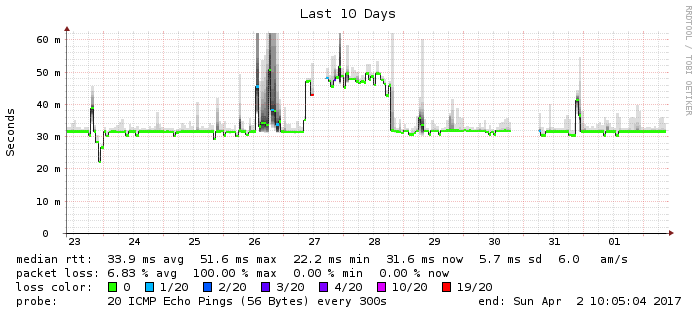 Last 10 Days
RRDTOOL / TOBI OETIKER
Seconds
60 m
50 m
40 m
30 m
20 m
10 m
0
23 24 25 26 27 28 29 30 31 01
median rtt: 33.9 ms avg 51.6 ms max 22.2 ms min 31.6 ms now 5.7 ms sd 6.0 am/s
packet loss: 6.83 % avg 100.00 % max 0.00 % min 0.00 % now
loss color: 0 1/20 2/20 3/20 4/20 10/20 19/20
probe: 20 ICMP Echo Pings (56 Bytes) every 300s end: Sun Apr 2 10:05:04 2017